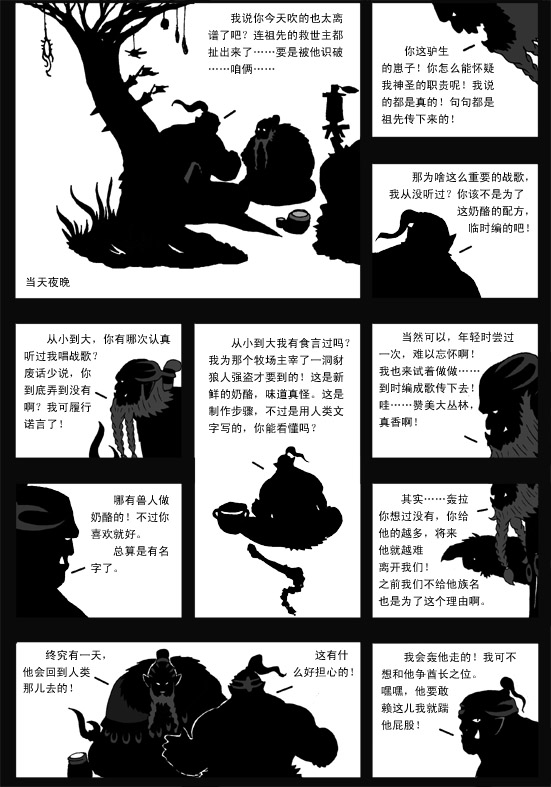 我说你今天吹的也太离
谱了吧？连祖先的救世主都
扯出来了……要是被他识破
……咱俩……
当天夜晚
你这驴生
的崽子！你怎么能怀疑
我神圣的职责呢！我说
的都是真的！句句都是
祖先传下来的！
那为啥这么重要的战歌，
我从没听过？你该不是为了
这奶酪的配方，
临时编的吧！
从小到大，你有哪次认真
听过我唱战歌？
废话少说，你
到底弄到没有
啊？我可履行
诺言了！
从小到大我有食言过吗？
我为那个牧场主宰了一洞豺
狼人强盗才要到的！这是新
鲜的奶酪，味道真怪。这是
制作步骤，不过是用人类文
字写的，你能看懂吗？
当然可以，年轻时尝过
一次，难以忘怀啊！
我也来试着做做……
到时编成歌传下去！
哇……赞美大丛林，
真香啊！
哪有兽人做
奶酪的！不过你
喜欢就好。
总算是有名
字了。
其实……轰拉
你想过没有，你给
他的越多，将来
他就越难
离开我们！
之前我们不给他族名
也是为了这个理由啊。
终究有一天，
他会回到人类
那儿去的！
这有什
么好担心的！
我会轰他走的！我可不
想和他争酋长之位。
嘿嘿，他要敢
赖这儿我就踹
他屁股！